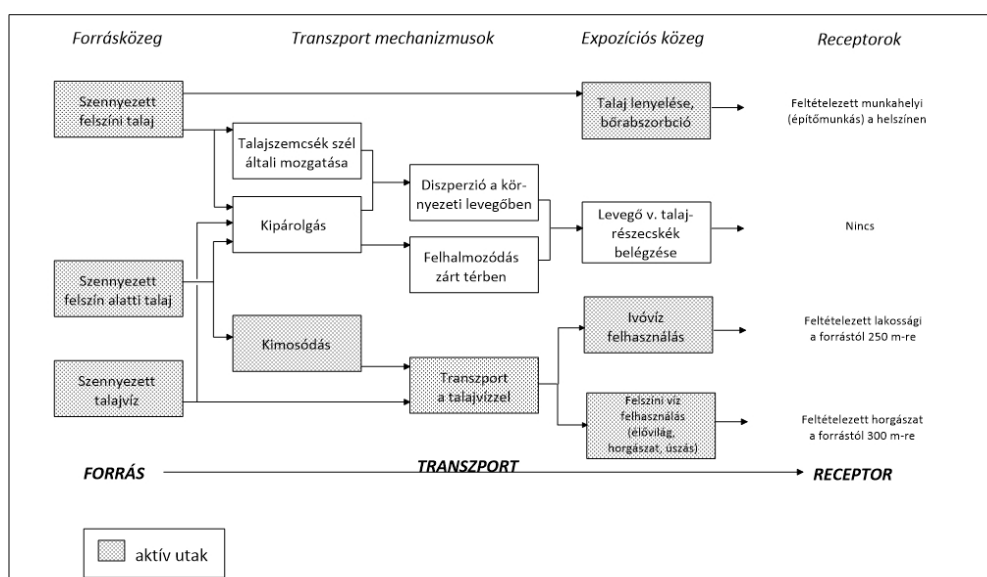 Forrásközeg
Transzport mechanizmusok
Expozíciós közeg
Receptorok
Szennyezett
felszíni talaj
Talaj lenyelése,
bőrabszorbció
Feltételezett munkahelyi
(építőmunkás) a helszínen
Talajszemcsék szél
általi mozgatása
Diszperzió a kör-
nyezeti levegőben
Kipárolgás
Levegő v. talaj-
részecskék
belégzése
Nincs
Felhalmozódás
zárt térben
Szennyezett
felszín alatti talaj
Kimosódás
Ivóvíz
felhasználás
Feltételezett lakossági
a forrástól 250 m-re
Szennyezett
talajvíz
Transzport
a talajvízzel
Felszíni víz
felhasználás
(élővilág,
horgászat, úszás)
Feltételezett horgászat
a forrástól 300 m-re
FORRÁS
TRANSZPORT
RECEPTOR
aktív utak